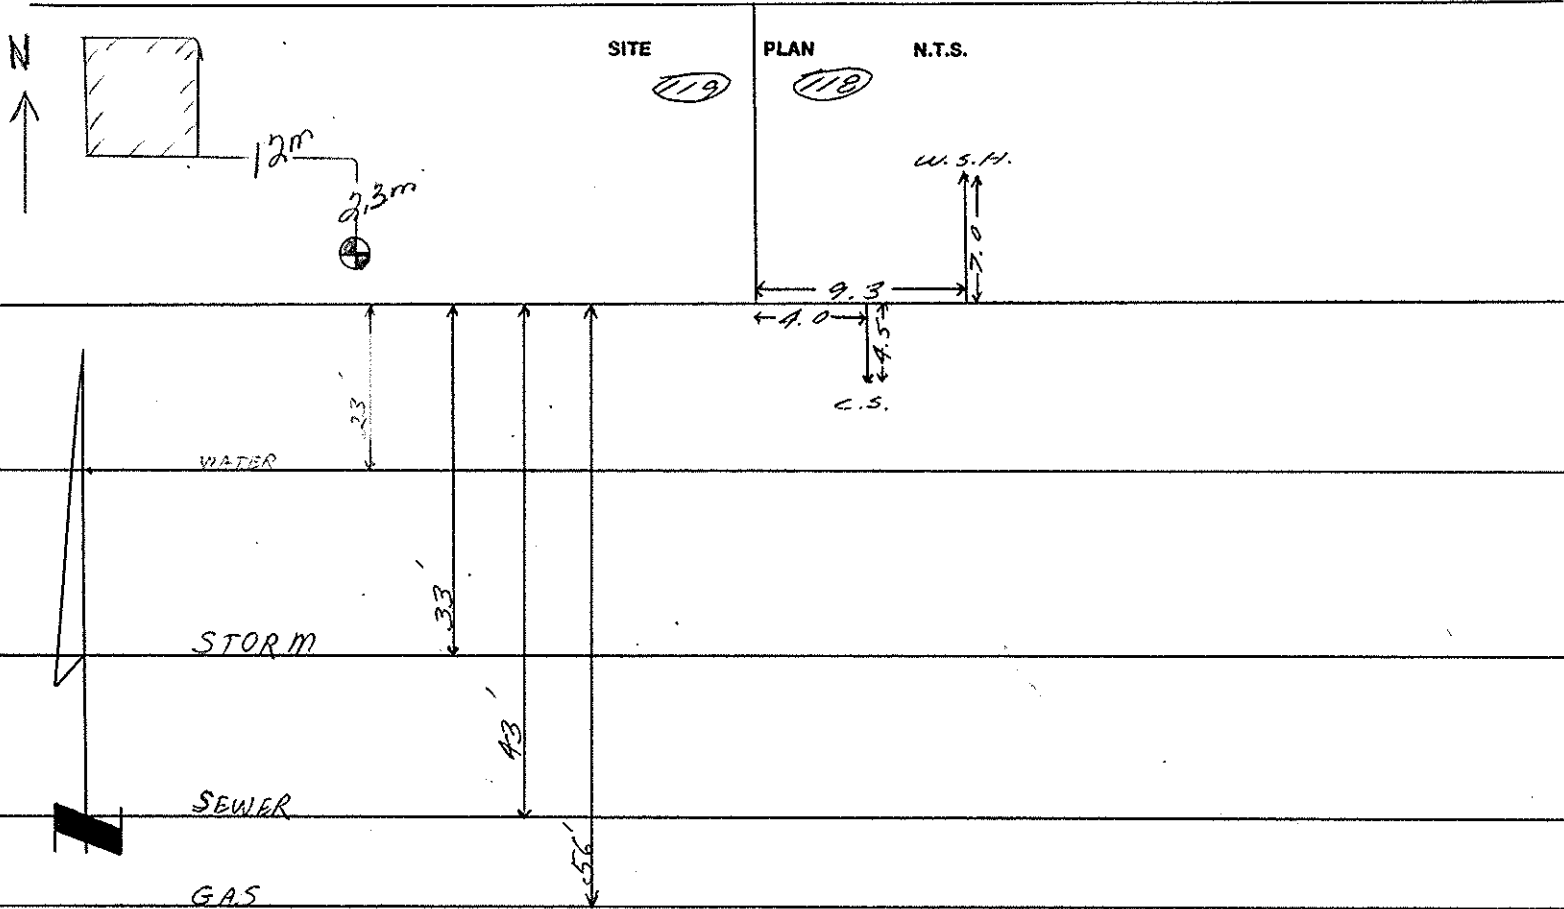 N
SITE PLAN N.T.S.
119 118
12m
2,3m
W.S.H.
7.0
9.3
4.0
4.5
C.S.
23'
WATER
33'
STORM
43'
SEWER
56'
GAS